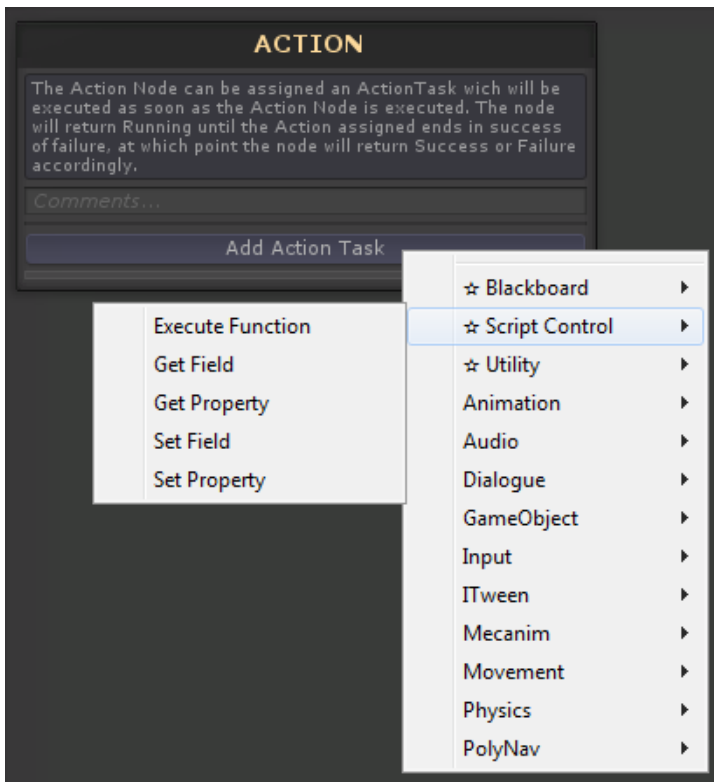 ACTION
The Action Node can be assigned an ActionTask wich will be
executed as soon as the Action Node is executed. The node
will return Running until the Action assigned ends in success
of failure, at which point the node will return Success or Failure
accordingly.
Comments...
Add Action Task
☆ Blackboard
☆ Script Control
☆ Utility
Animation
Audio
Dialogue
GameObject
Input
ITween
Mecanim
Movement
Physics
PolyNav
Execute Function
Get Field
Get Property
Set Field
Set Property